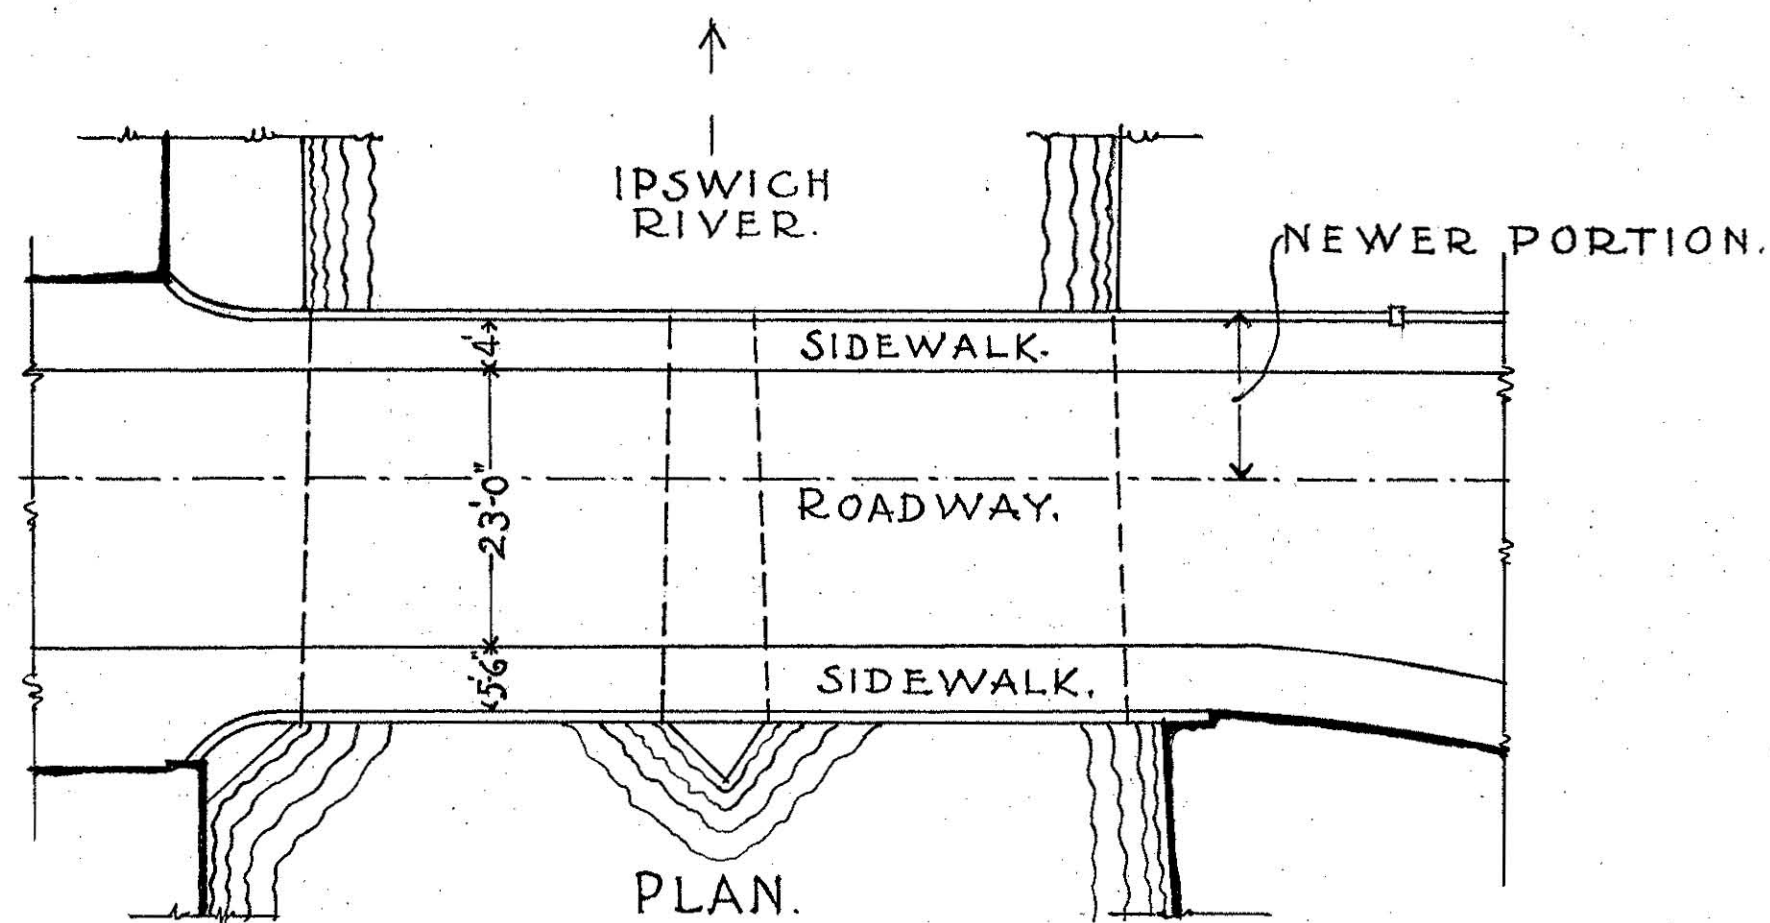 IPSWICH
RIVER.
NEWER PORTION.
4'
SIDEWALK.
23'-0"
ROADWAY.
5'6"
SIDEWALK.
PLAN.